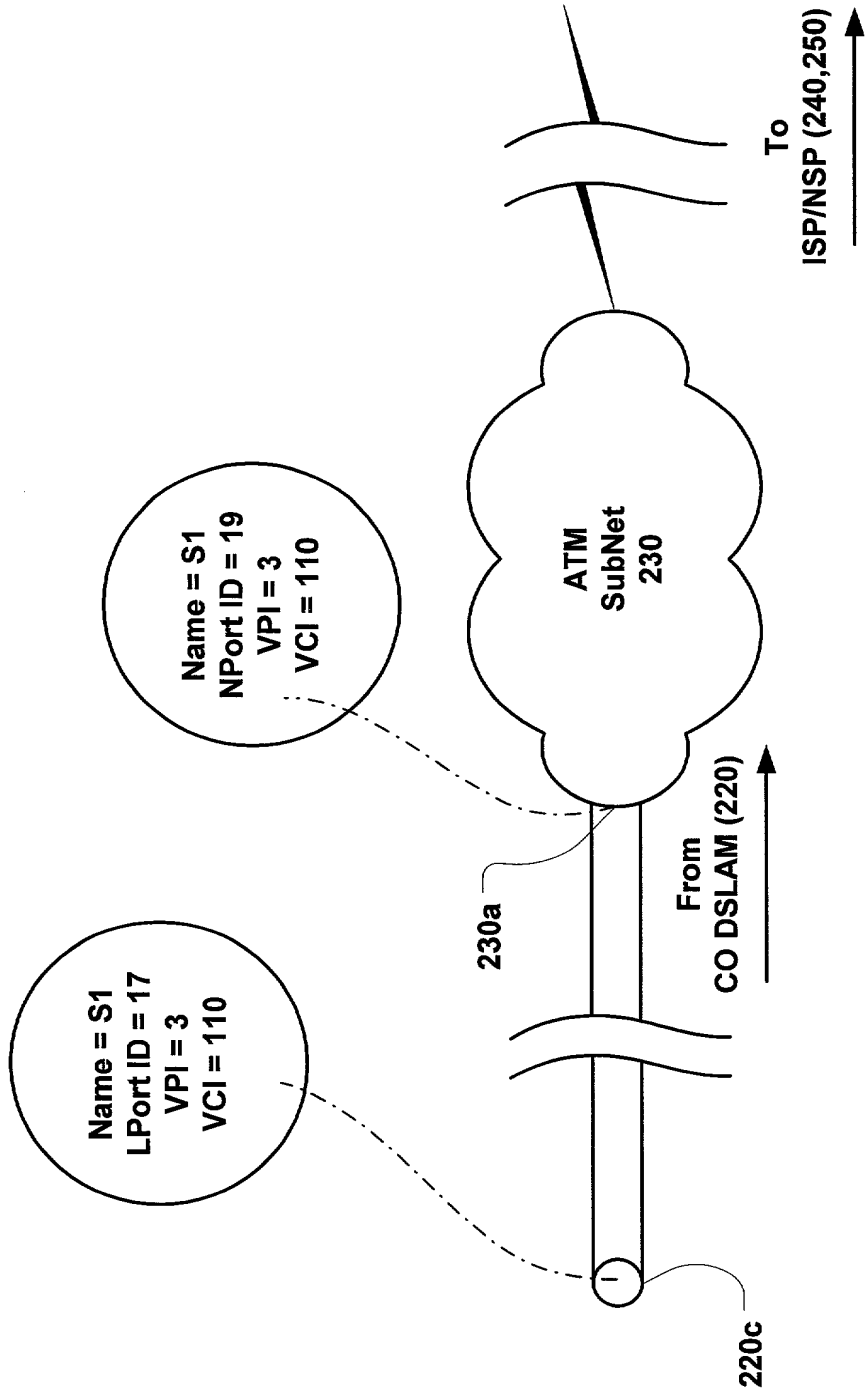 Name = S1
LPort ID = 17
VPI = 3
VCI = 110
Name = S1
NPort ID = 19
VPI = 3
VCI = 110
220c
230a
From
CO DSLAM (220)
ATM
SubNet
230
To
ISP/NSP (240,250)